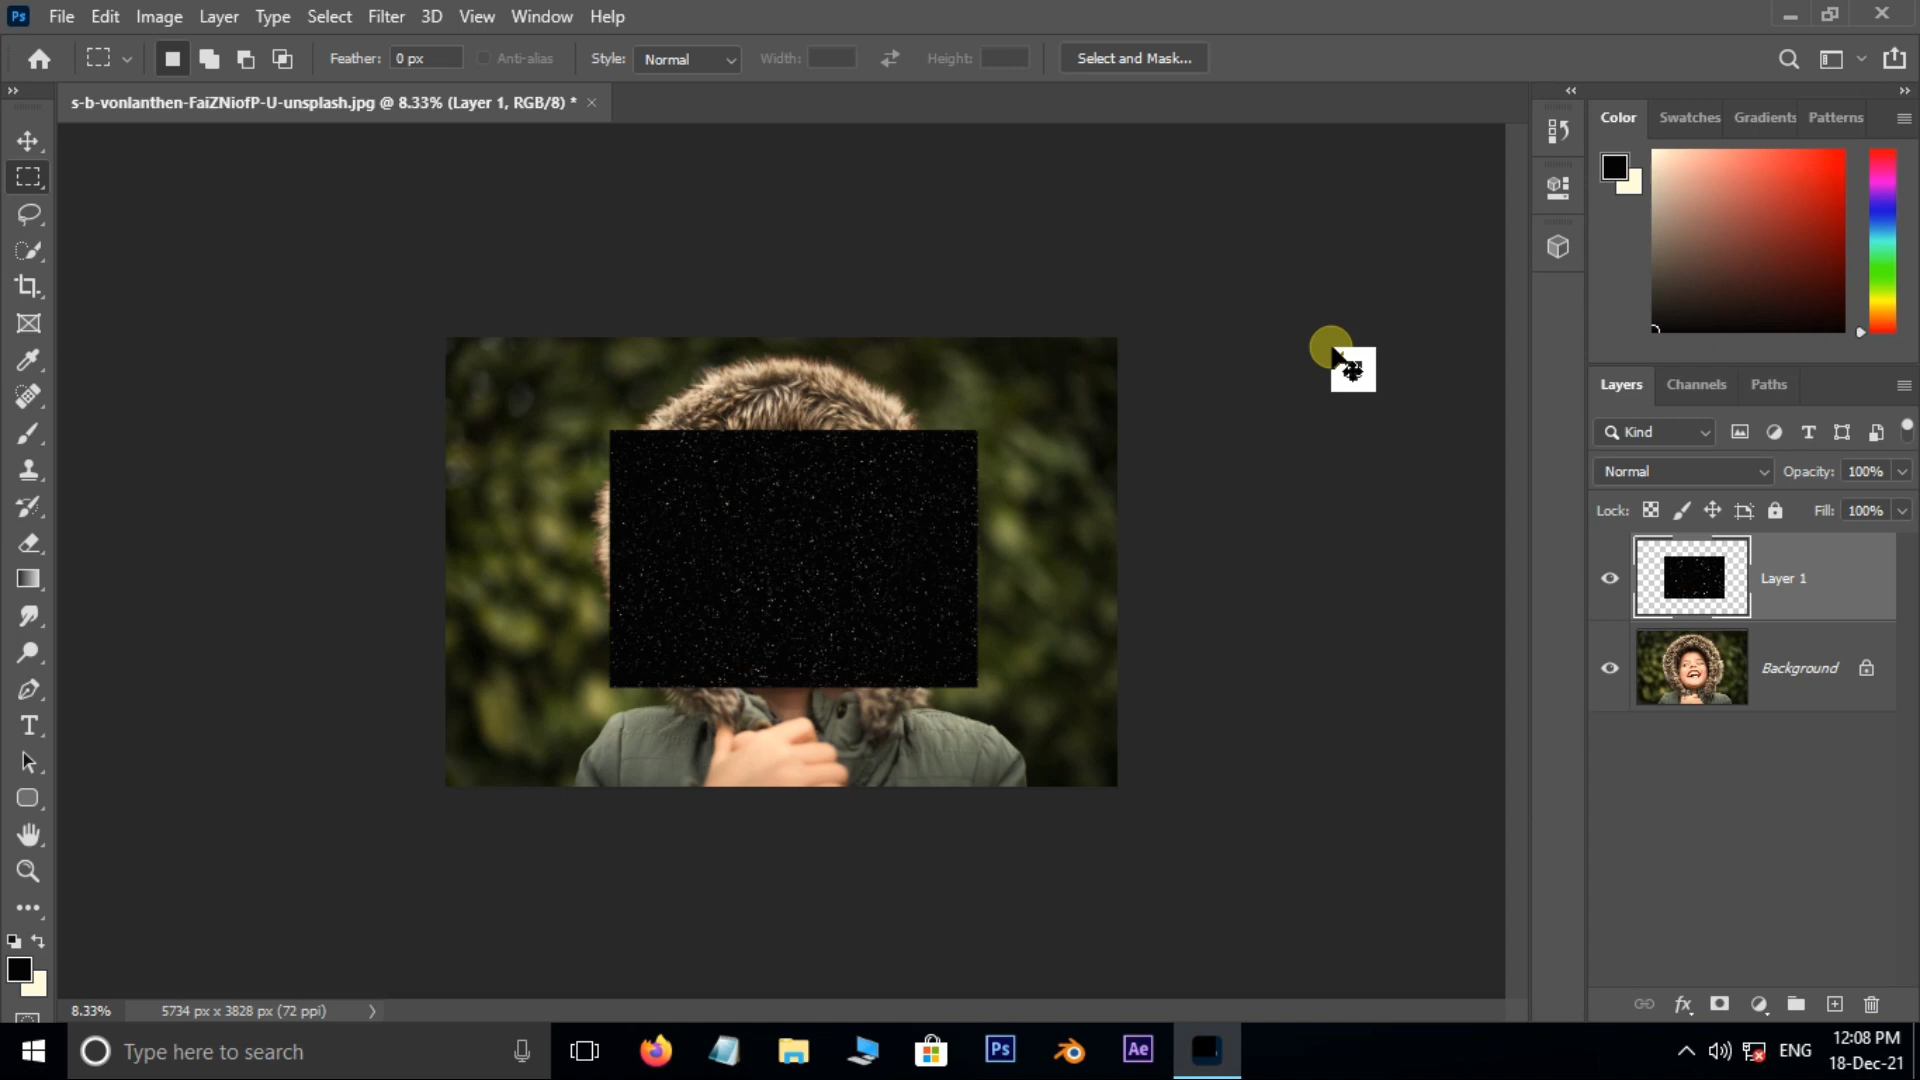 Ps File Edit Image Layer Type Select Filter 3D View Window Help
Feather: 0 px Anti-alias Style: Normal Width: Height: Select and Mask...
s-b-vonlanthen-FaiZNiofP-U-unsplash.jpg @ 8.33% (Layer 1, RGB/8) *
Color Swatches Gradients Patterns
Layers Channels Paths
Kind
Normal Opacity: 100%
Lock: Fill: 100%
Layer 1
Background
8.33% 5734 px x 3828 px (72 ppi)
Type here to search
Ps
Ae
ENG
12:08 PM
18-Dec-21